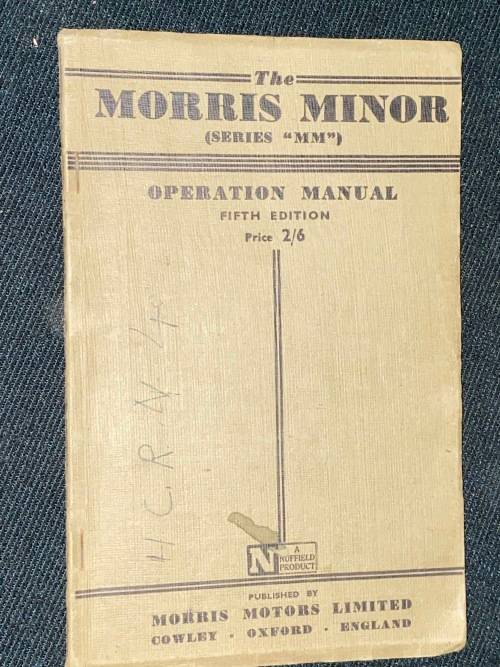 The
MORRIS MINOR
(SERIES "MM")
OPERATION MANUAL
FIFTH EDITION
Price 2/6
H C. R. N 40
N
A
NUFFIELD
PRODUCT
PUBLISHED BY
MORRIS MOTORS LIMITED
COWLEY · OXFORD · ENGLAND